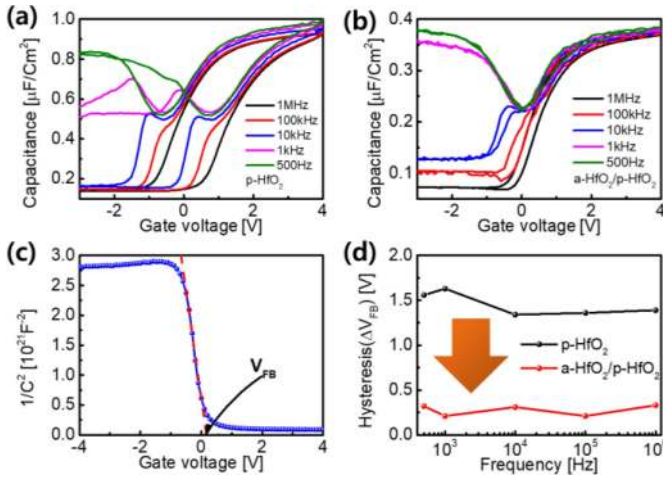 (a)
Capacitance [μF/Cm²]
1.0
0.8
0.6
0.4
0.2
1MHz
100kHz
10kHz
1kHz
500Hz
p-HfO₂
-2 0 2 4
Gate voltage [V]
(b)
Capacitance [μF/Cm²]
0.4
0.3
0.2
0.1
1MHz
100kHz
10kHz
1kHz
500Hz
a-HfO₂/p-HfO₂
-3 -2 -1 0 1 2 3 4
Gate voltage [V]
(c)
1/C² [10²¹F⁻²]
3.0
2.5
2.0
1.5
1.0
0.5
0.0
V_FB
-4 -2 0 2 4
Gate voltage [V]
(d)
Hysteresis(ΔV_FB) [V]
2.0
1.5
1.0
0.5
0.0
p-HfO₂
a-HfO₂/p-HfO₂
10³ 10⁴ 10⁵
Frequency [Hz]